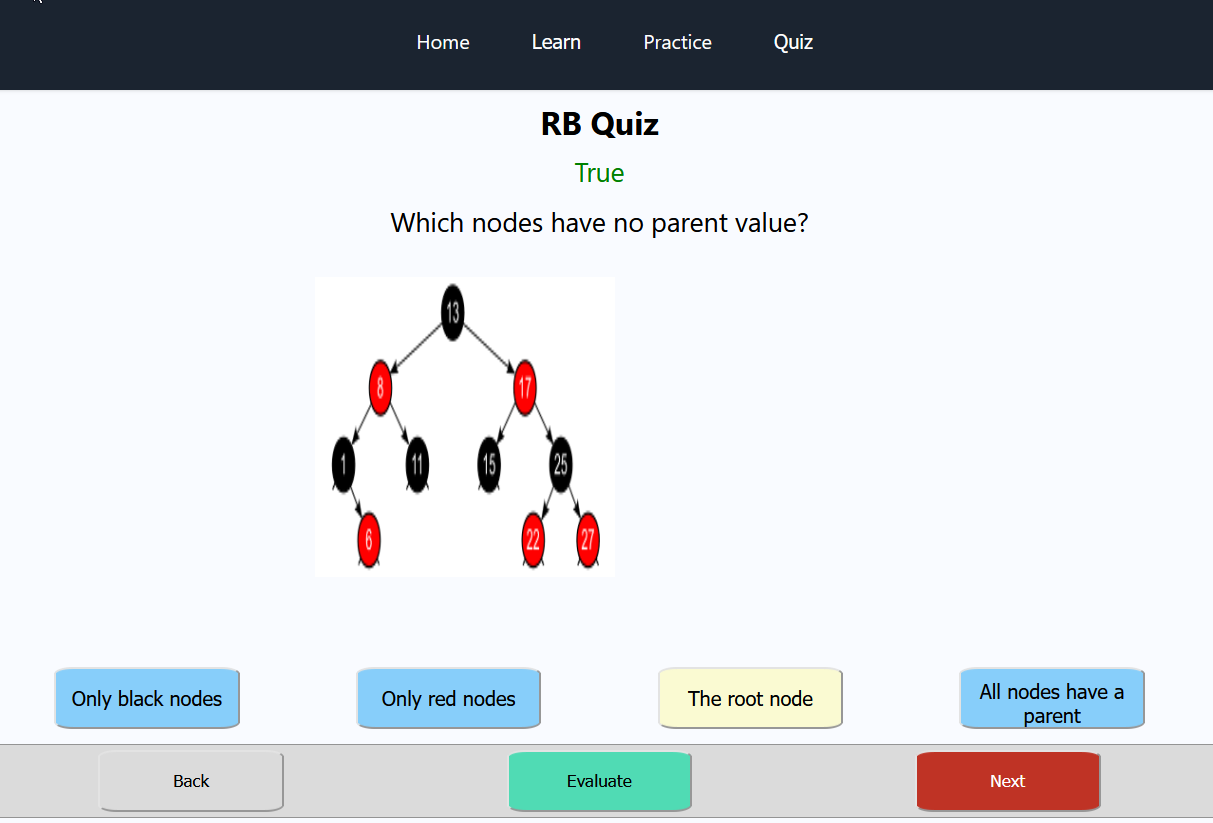 Home Learn Practice Quiz
RB Quiz
True
Which nodes have no parent value?
13
8 17
1 11 15 25
6 22 27
Only black nodes Only red nodes The root node All nodes have a
parent
Back Evaluate Next